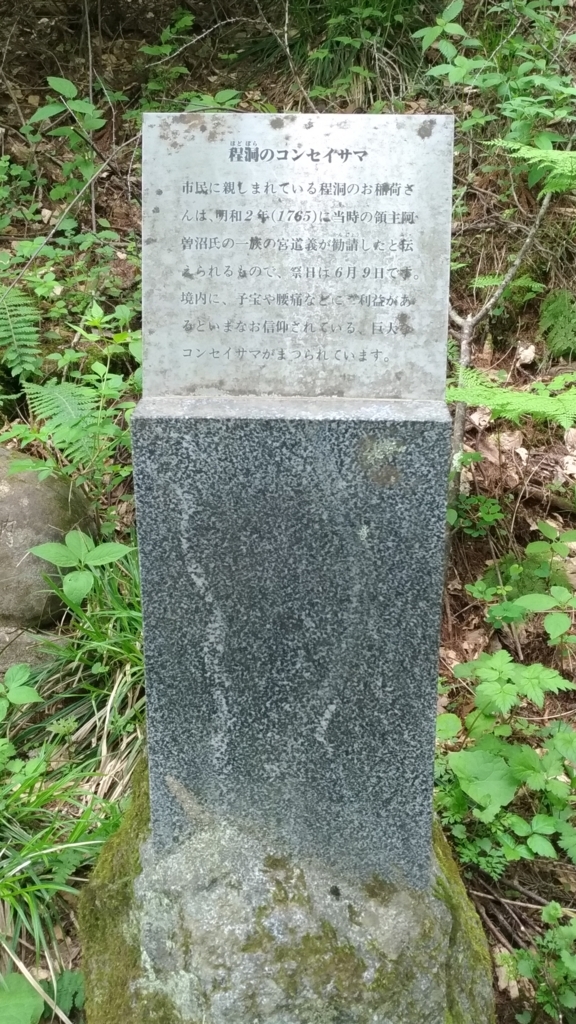 ほど ぼら
程洞のコンセイサマ
市民に親しまれている程洞のお稲荷さ
んは、明和2年(1765)に当時の領主阿
曽沼氏の一族の宮道義が勧請したと伝
えられるもので、祭日は6月9日です。
境内に、子宝や腰痛などにご利益があ
るといまなお信仰されている、巨大な
コンセイサマがまつられています。